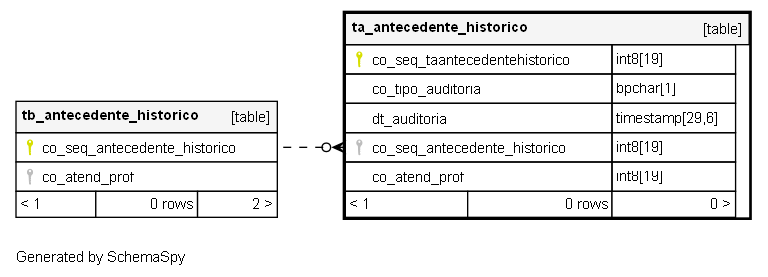 ta_antecedente_historico [table]
co_seq_taantecedentehistorico int8[19]
co_tipo_auditoria bpchar[1]
dt_auditoria timestamp[29,6]
co_seq_antecedente_historico int8[19]
co_atend_prof int8[19]
< 1 0 rows 0 >
tb_antecedente_historico [table]
co_seq_antecedente_historico
co_atend_prof
< 1 0 rows 2 >
Generated by SchemaSpy